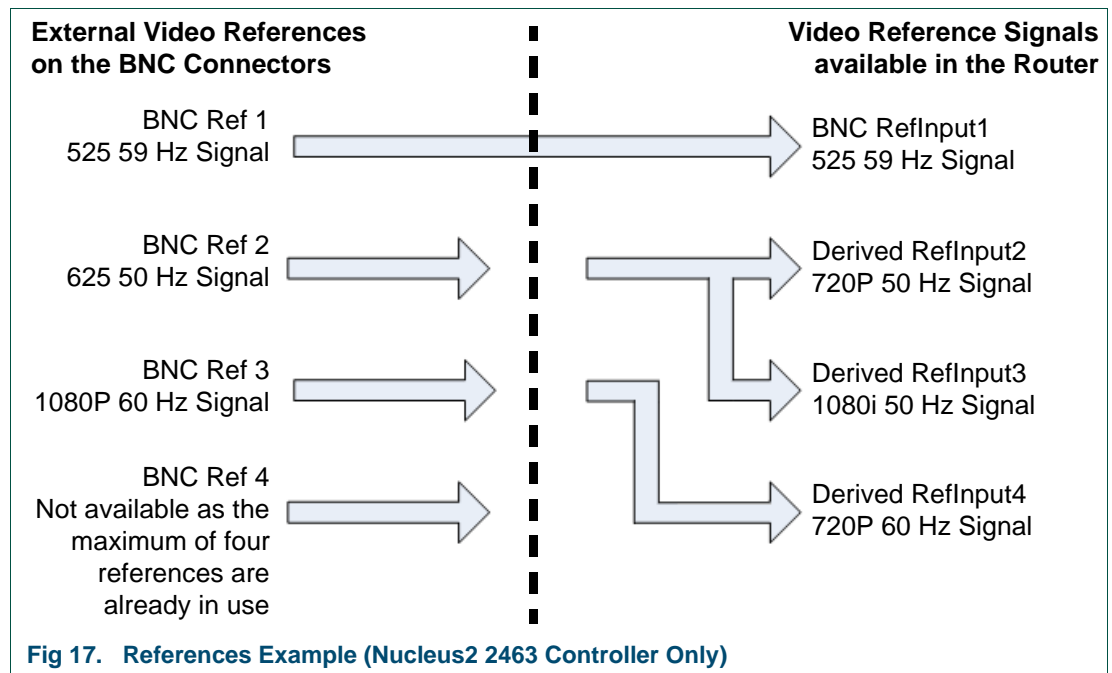 External Video References
on the BNC Connectors
Video Reference Signals
available in the Router
BNC Ref 1
525 59 Hz Signal
BNC RefInput1
525 59 Hz Signal
BNC Ref 2
625 50 Hz Signal
Derived RefInput2
720P 50 Hz Signal
BNC Ref 3
1080P 60 Hz Signal
Derived RefInput3
1080i 50 Hz Signal
BNC Ref 4
Not available as the
maximum of four
references are
already in use
Derived RefInput4
720P 60 Hz Signal
Fig 17. References Example (Nucleus2 2463 Controller Only)